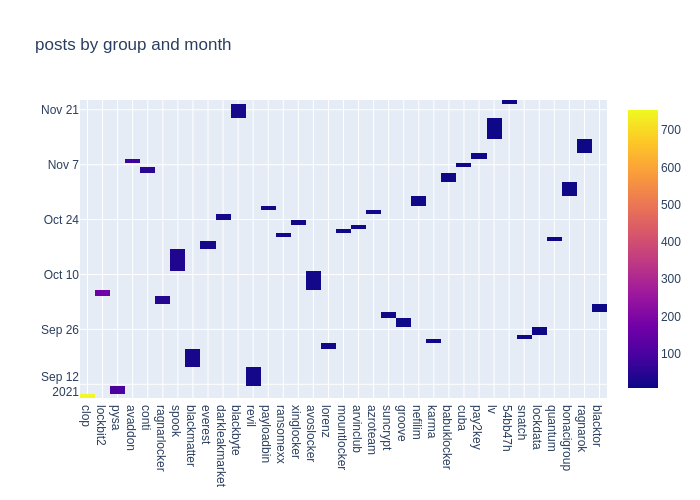 posts by group and month
Nov 21
Nov 7
Oct 24
Oct 10
Sep 26
Sep 12
2021
700
600
500
400
300
200
100
clop
lockbit2
pysa
avaddon
conti
ragnarlocker
spook
blackmatter
everest
darkleakmarket
blackbyte
revil
payloadbin
ransomexx
xinglocker
avoslocker
lorenz
mountlocker
arvinclub
azroteam
suncrypt
groove
nefilim
karma
babuklocker
cuba
pay2key
lv
54bb47h
snatch
lockdata
quantum
bonacigroup
ragnarok
blacktor